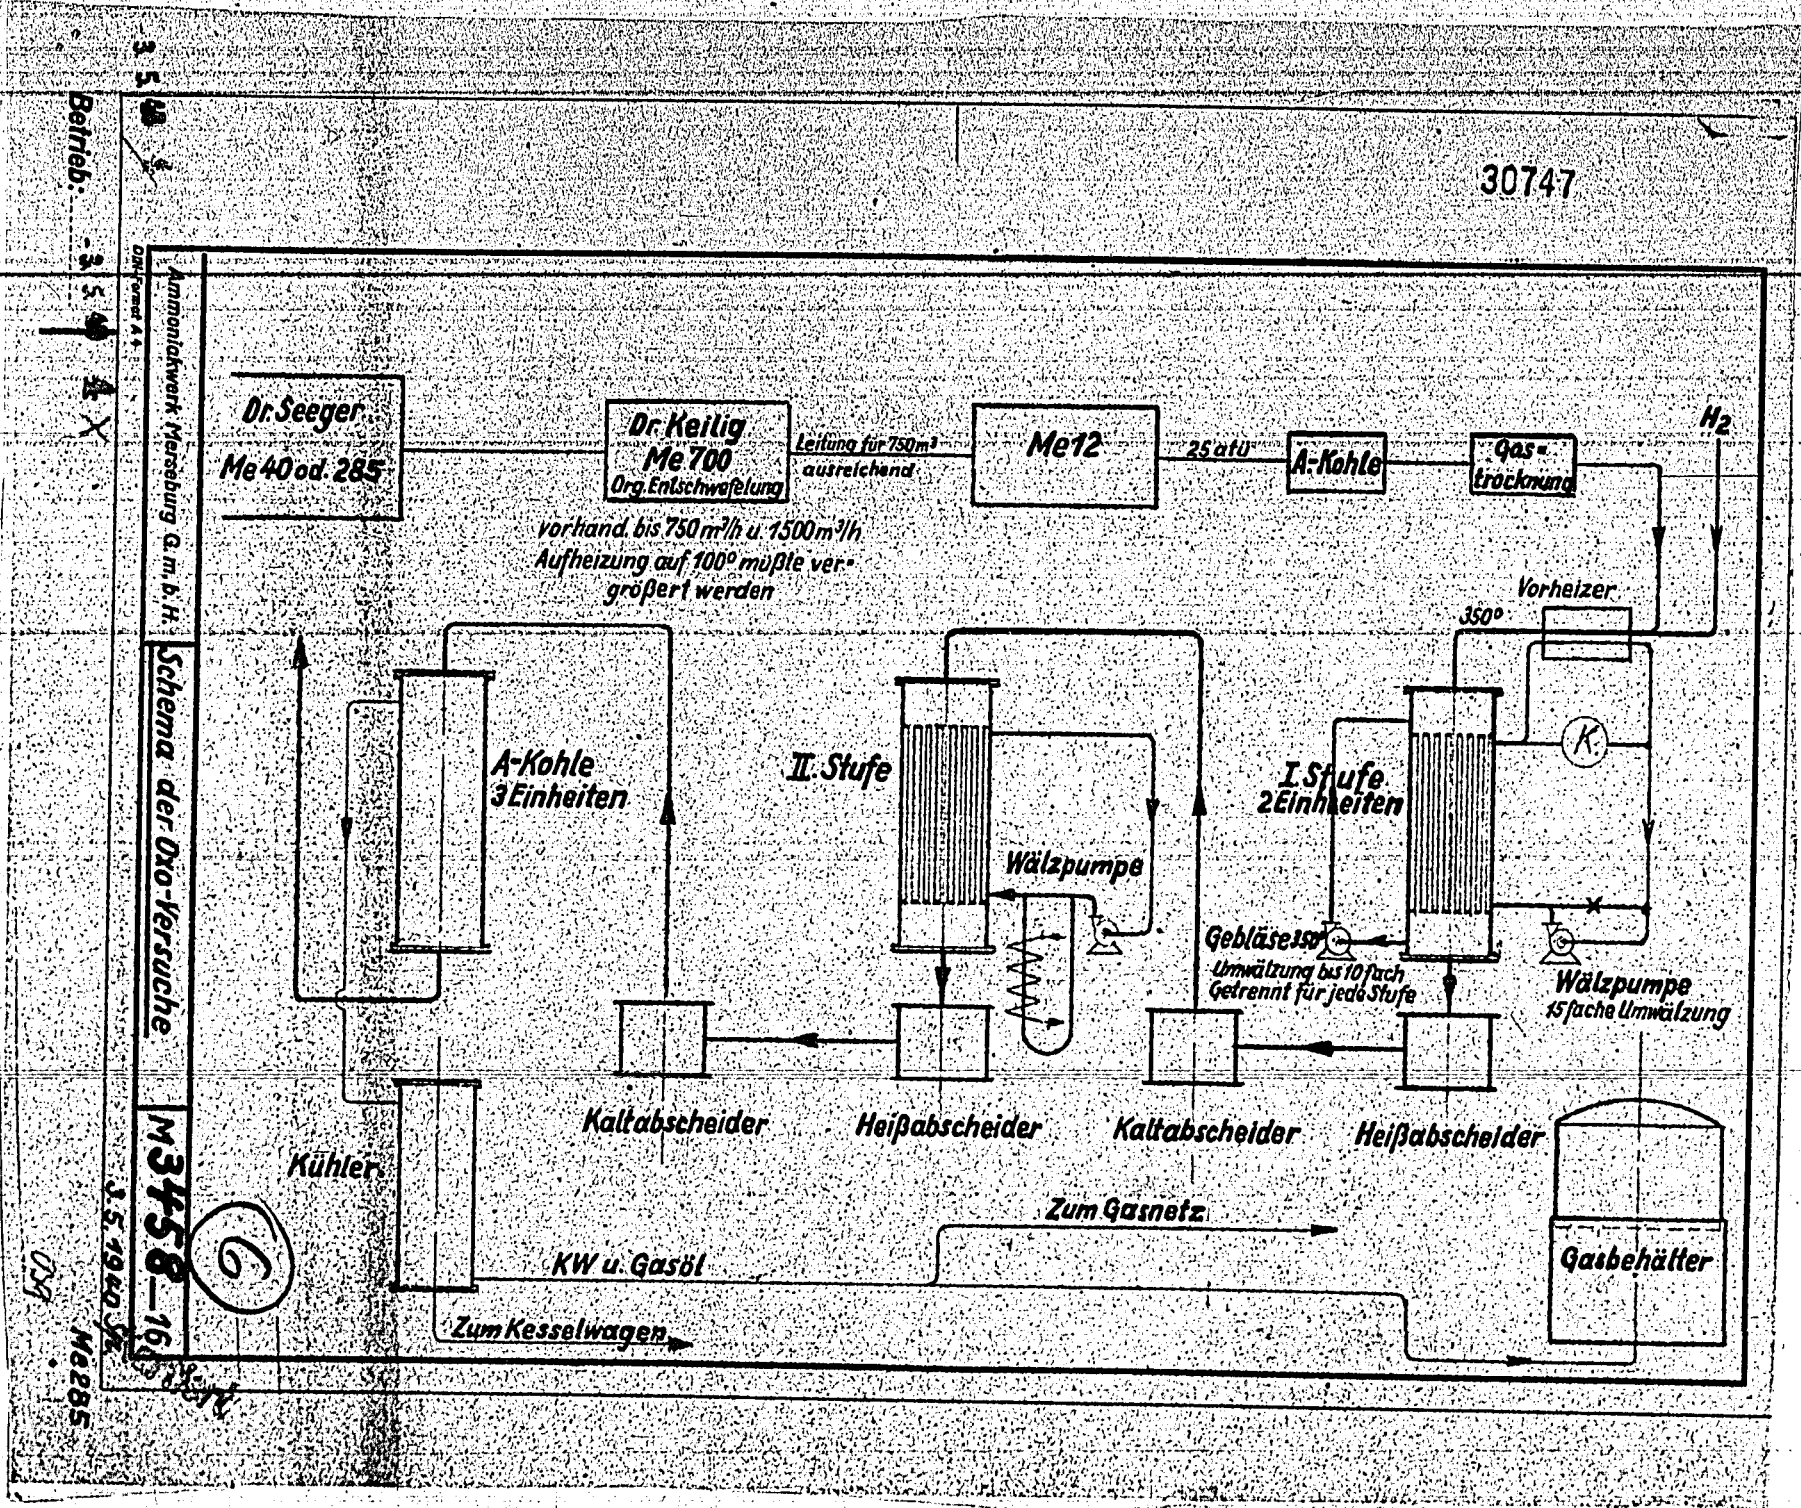 30747
Betrieb:
DIN-Format A 4
Ammoniakwerk Merseburg G.m.b.H.
Schema der Oxo-Versuche
M3458-16
3.5.1940
Me285
6
Dr. Seeger
Me 40 od. 285
Dr. Keilig
Me 700
Org. Entschwefelung
Leitung für 750m³
ausreichend
Me12
25 atü
A-Kohle
Gas-
trocknung
H2
vorhand. bis 750m³/h u. 1500m³/h
Aufheizung auf 100° müßte ver-
größert werden
Vorheizer
350°
A-Kohle
3 Einheiten
II. Stufe
I. Stufe
2 Einheiten
K.
Wälzpumpe
Gebläse 350°
Umwälzung bis 10 fach
Getrennt für jede Stufe
Wälzpumpe
15 fache Umwälzung
Kaltabscheider
Heißabscheider
Kaltabscheider
Heißabscheider
Kühler
Zum Gasnetz
KW u. Gasöl
Gasbehälter
Zum Kesselwagen